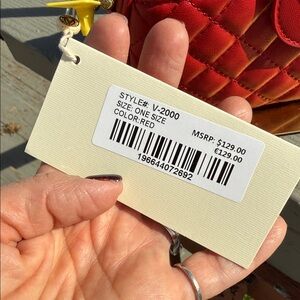 STYLE#: V-2000
SIZE: ONE SIZE
COLOR:RED
MSRP: $129.00
€129.00
196644072692